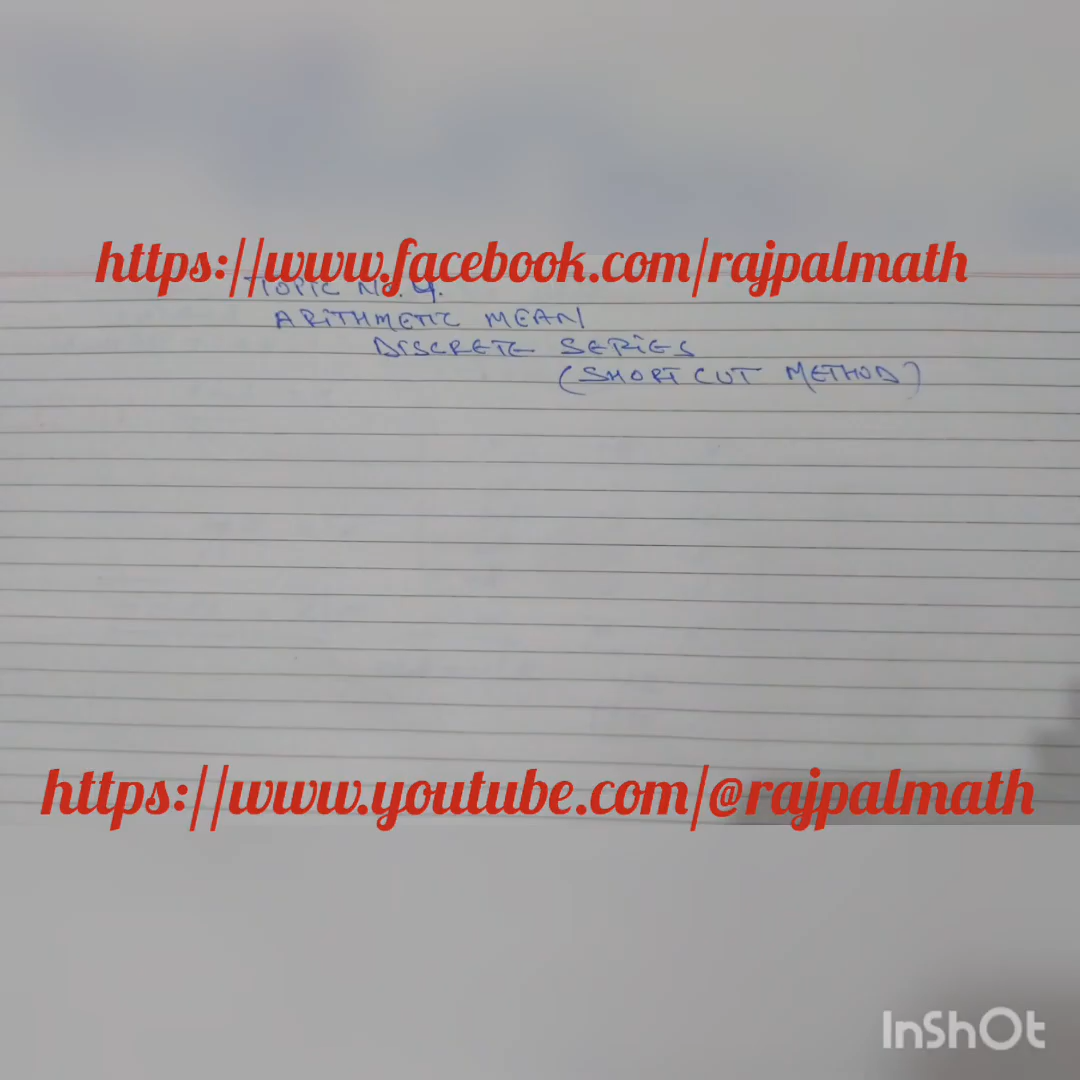 https://www.facebook.com/rajpalmath
TOPIC NO. 4.
ARITHMETIC MEAN
DISCRETE SERIES
(SHORT CUT METHOD)
https://www.youtube.com/@rajpalmath
InShOt